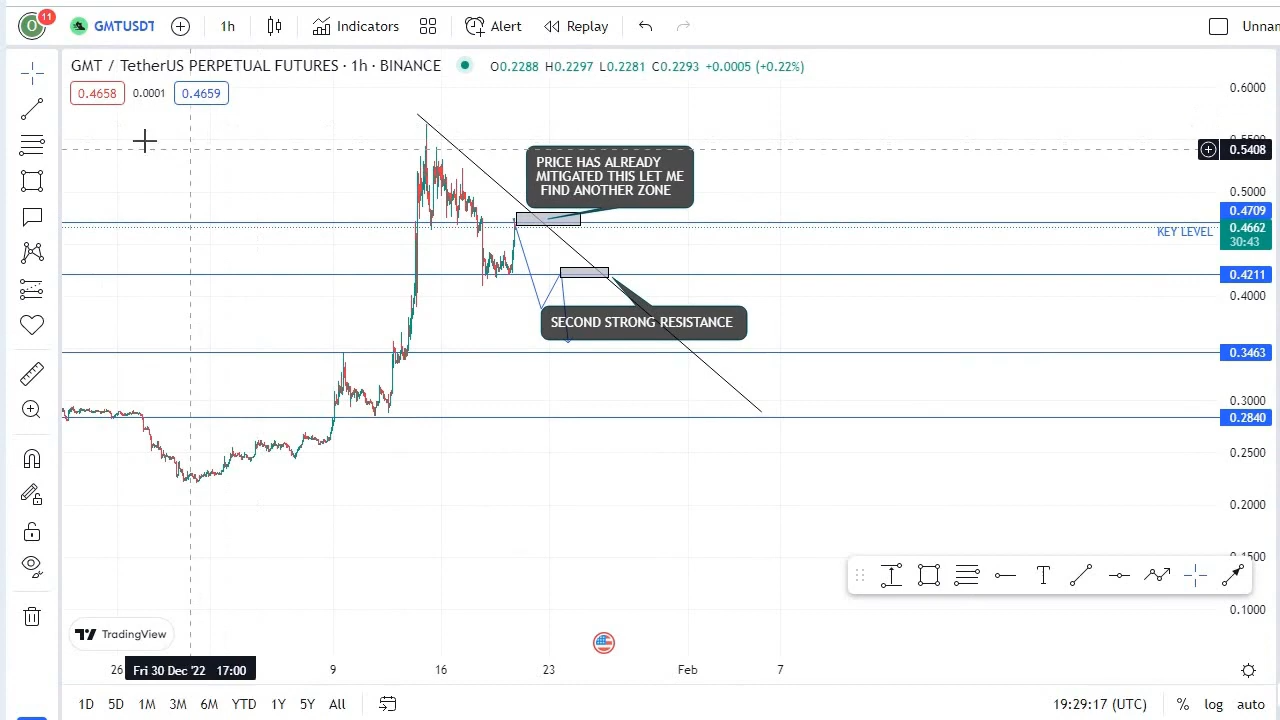 11
O
GMTUSDT
1h
Indicators
Alert
Replay
Unnar
GMT / TetherUS PERPETUAL FUTURES · 1h · BINANCE
O0.2288 H0.2297 L0.2281 C0.2293 +0.0005 (+0.22%)
0.4658 0.0001 0.4659
0.6000
0.5500
0.5408
PRICE HAS ALREADY
MITIGATED THIS LET ME
FIND ANOTHER ZONE
0.5000
0.4709
KEY LEVEL
0.4662
30:43
0.4211
0.4000
SECOND STRONG RESISTANCE
0.3463
0.3000
0.2840
0.2500
0.2000
0.1500
0.1000
TradingView
26
Fri 30 Dec '22 17:00
9
16
23
Feb
7
1D 5D 1M 3M 6M YTD 1Y 5Y All
19:29:17 (UTC)
% log auto